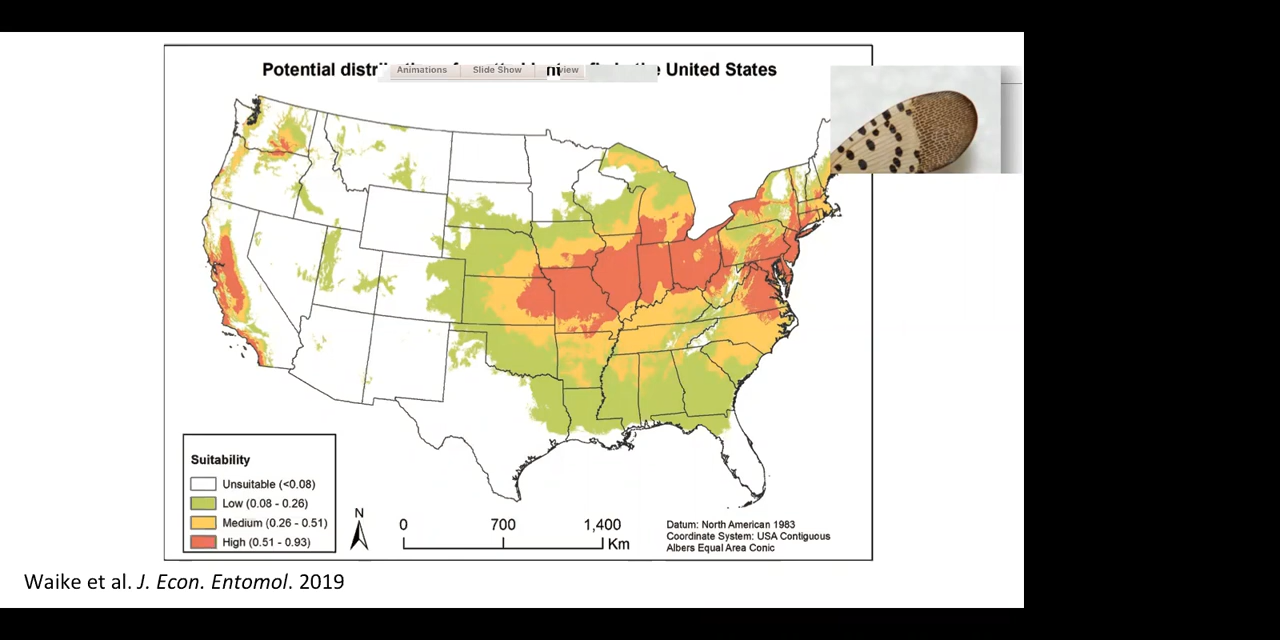 Potential distr
United States
Animations Slide Show view
Suitability
Unsuitable (<0.08)
Low (0.08 - 0.26)
Medium (0.26 - 0.51)
High (0.51 - 0.93)
N
0 700 1,400
Km
Datum: North American 1983
Coordinate System: USA Contiguous
Albers Equal Area Conic
Waike et al. J. Econ. Entomol. 2019